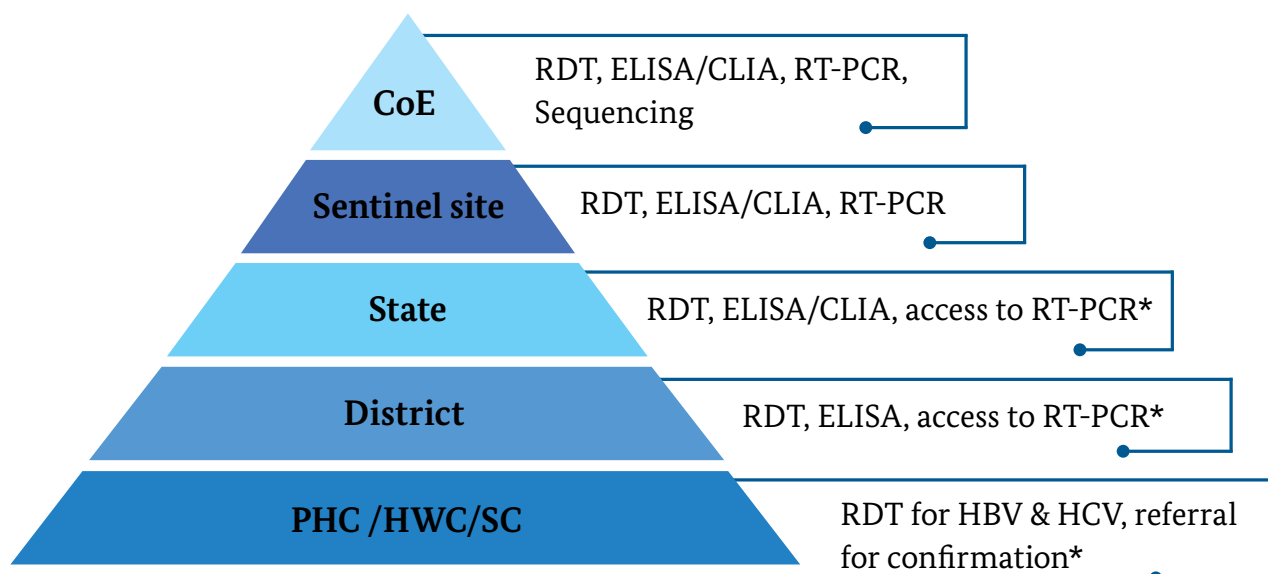 CoE
RDT, ELISA/CLIA, RT-PCR,
Sequencing
Sentinel site
RDT, ELISA/CLIA, RT-PCR
State
RDT, ELISA/CLIA, access to RT-PCR*
District
RDT, ELISA, access to RT-PCR*
PHC /HWC/SC
RDT for HBV & HCV, referral
for confirmation*